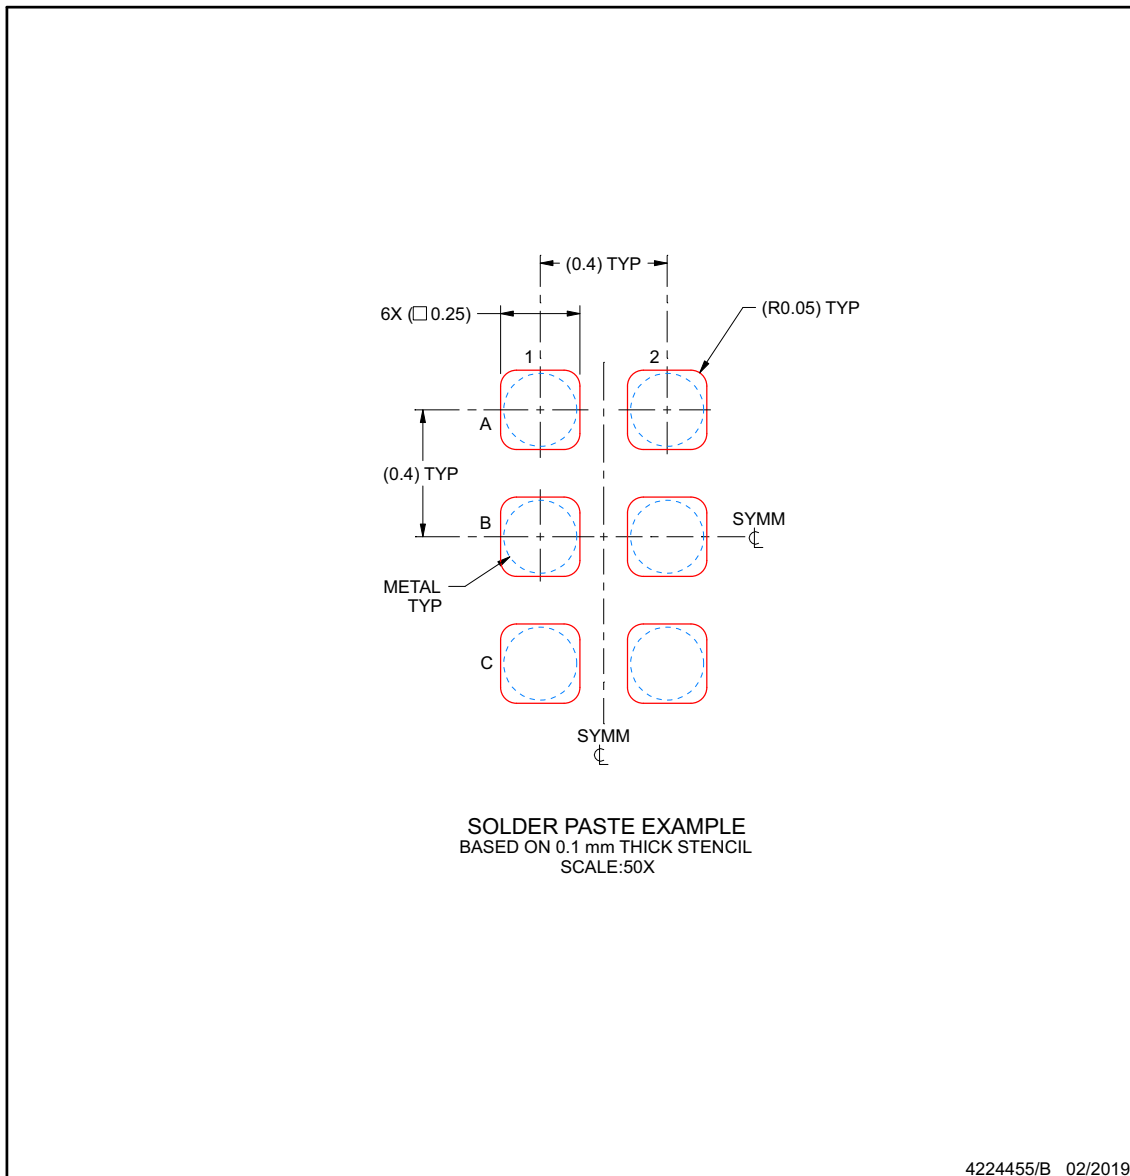 (0.4) TYP
6X (□ 0.25)
(R0.05) TYP
1
2
A
(0.4) TYP
B
SYMM
℄
METAL
TYP
C
SYMM
℄
SOLDER PASTE EXAMPLE
BASED ON 0.1 mm THICK STENCIL
SCALE:50X
4224455/B 02/2019